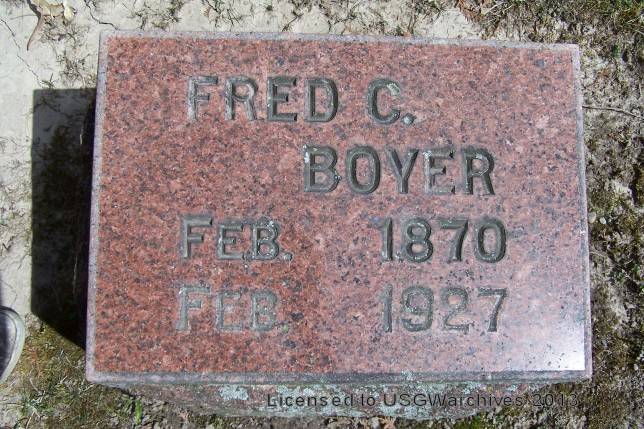 FRED C.
BOYER
FEB. 1870
FEB. 1927
Licensed to USGWarchives 2013